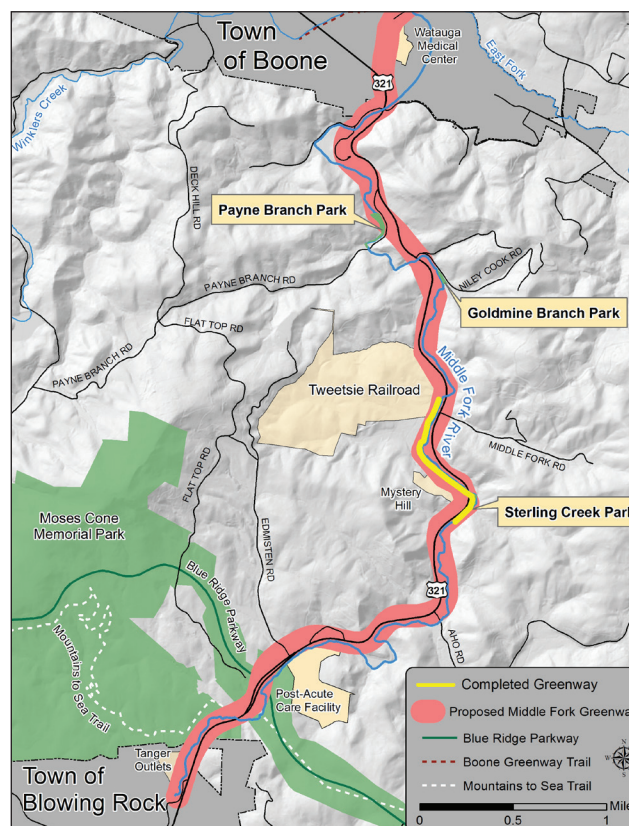 Town
of Boone
Watauga
Medical
Center
East Fork
321
Winklers Creek
DECK HILL RD
Payne Branch Park
NILEY COOK RD
PAYNE BRANCH RD
Goldmine Branch Park
FLAT TOP RD
Middle Fork
River
PAYNE BRANCH RD
Tweetsie Railroad
MIDDLE FORK RD
FLAT TOP RD
Mystery
Hill
Sterling Creek Park
Moses Cone
Memorial Park
EDMISTEN RD
Blue Ridge
Parkway
321
Mountains to
Sea Trail
AHO RD
Post-Acute
Care Facility
Tanger
Outlets
Town of
Blowing Rock
Completed Greenway
Proposed Middle Fork Greenway
Blue Ridge Parkway
Boone Greenway Trail
Mountains to Sea Trail
N
W
S
0 0.5 1 Mile